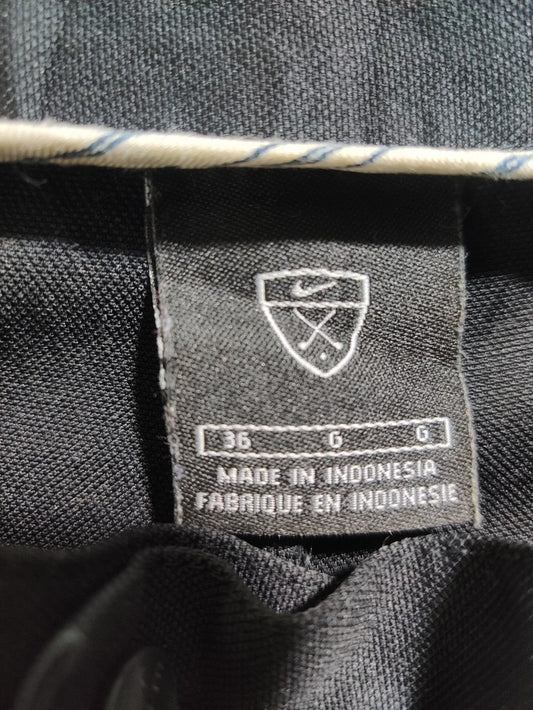 36 G G
MADE IN INDONESIA
FABRIQUE EN INDONESIE